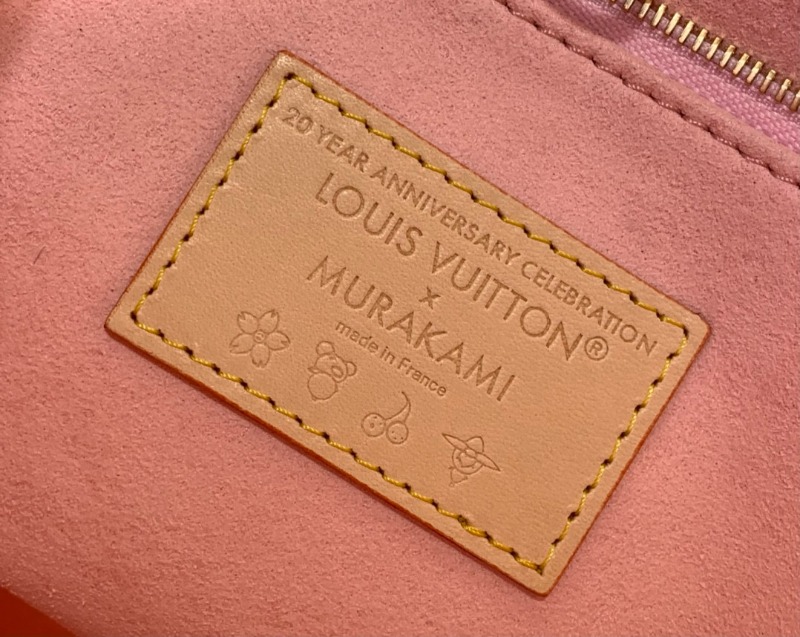 20 YEAR ANNIVERSARY CELEBRATION
LOUIS VUITTON®
x
MURAKAMI
made in France